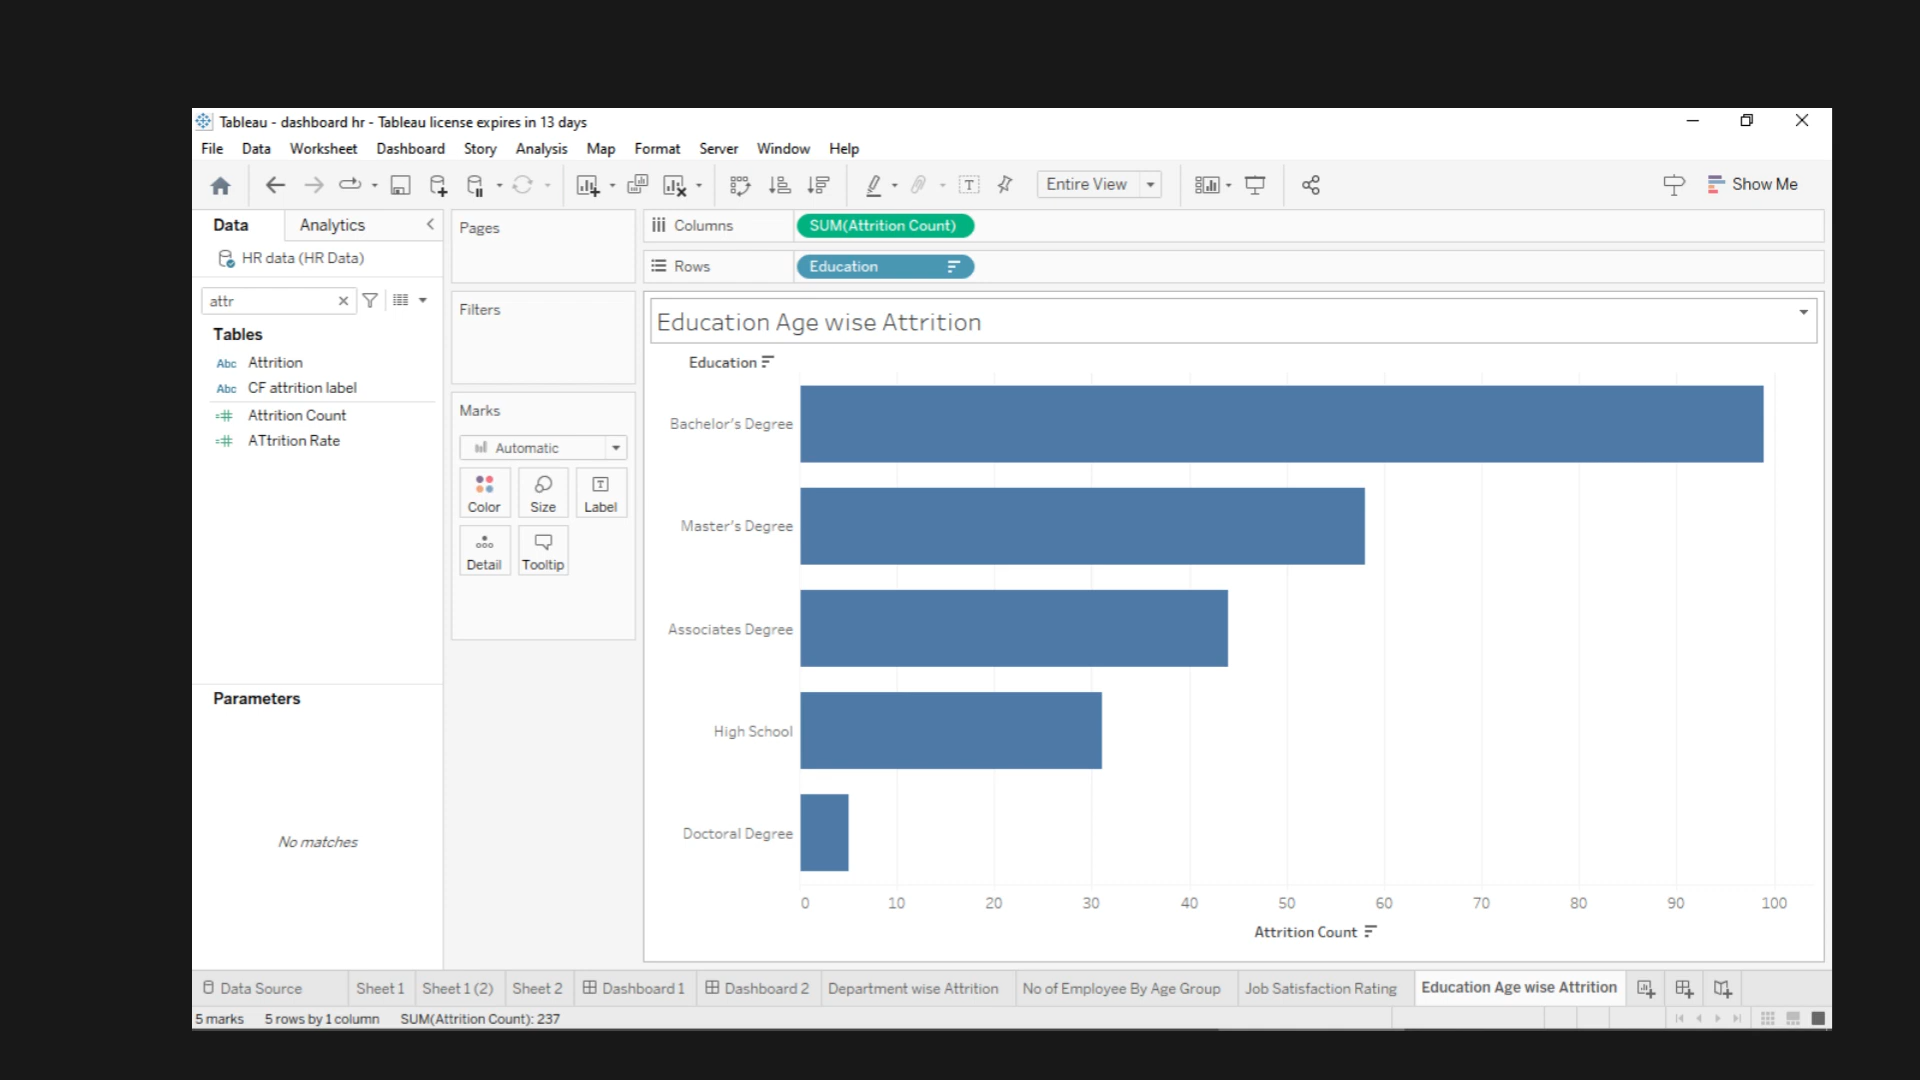 Tableau - dashboard hr - Tableau license expires in 13 days
File Data Worksheet Dashboard Story Analysis Map Format Server Window Help
Entire View
Show Me
Data Analytics
HR data (HR Data)
attr
Tables
Abc Attrition
Abc CF attrition label
=# Attrition Count
=# ATtrition Rate
Parameters
No matches
Pages
Filters
Marks
Automatic
Color Size Label
Detail Tooltip
Columns SUM(Attrition Count)
Rows Education
Education Age wise Attrition
Education
Bachelor's Degree
Master's Degree
Associates Degree
High School
Doctoral Degree
0 10 20 30 40 50 60 70 80 90 100
Attrition Count
Data Source Sheet 1 Sheet 1 (2) Sheet 2 Dashboard 1 Dashboard 2 Department wise Attrition No of Employee By Age Group Job Satisfaction Rating Education Age wise Attrition
5 marks 5 rows by 1 column SUM(Attrition Count): 237